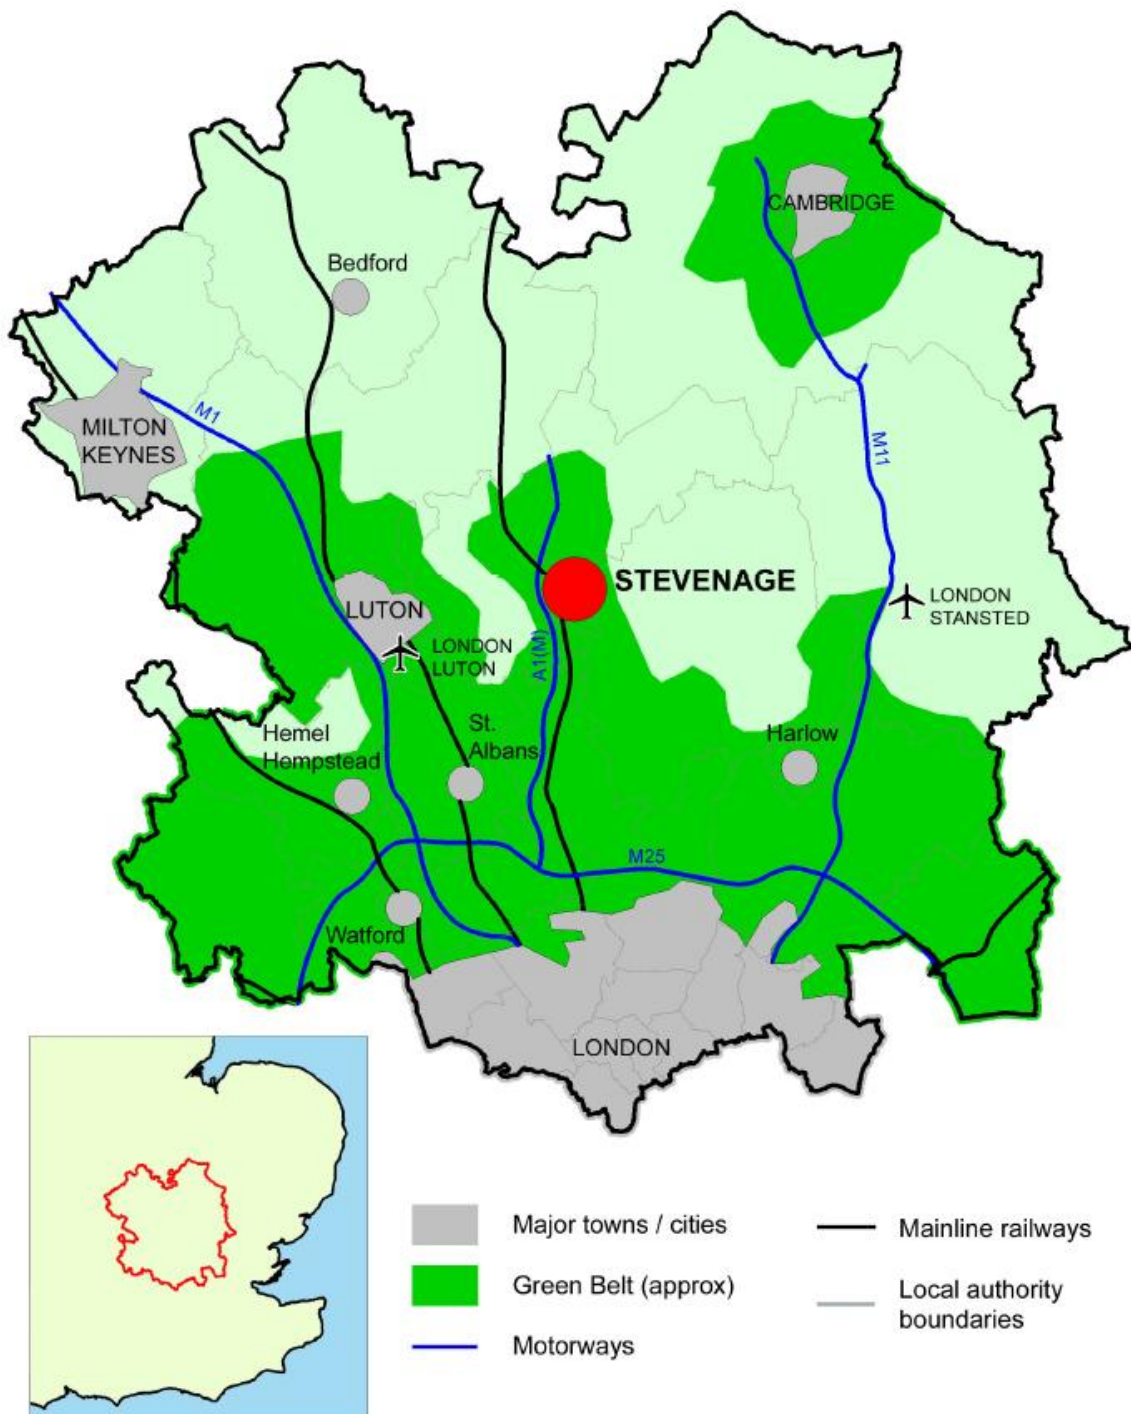 CAMBRIDGE
Bedford
M1
MILTON
KEYNES
M11
STEVENAGE
LUTON
LONDON
STANSTED
LONDON
LUTON
A1(M)
St.
Albans
Hemel
Hempstead
Harlow
M25
Watford
LONDON
Major towns / cities
Mainline railways
Green Belt (approx)
Local authority
boundaries
Motorways